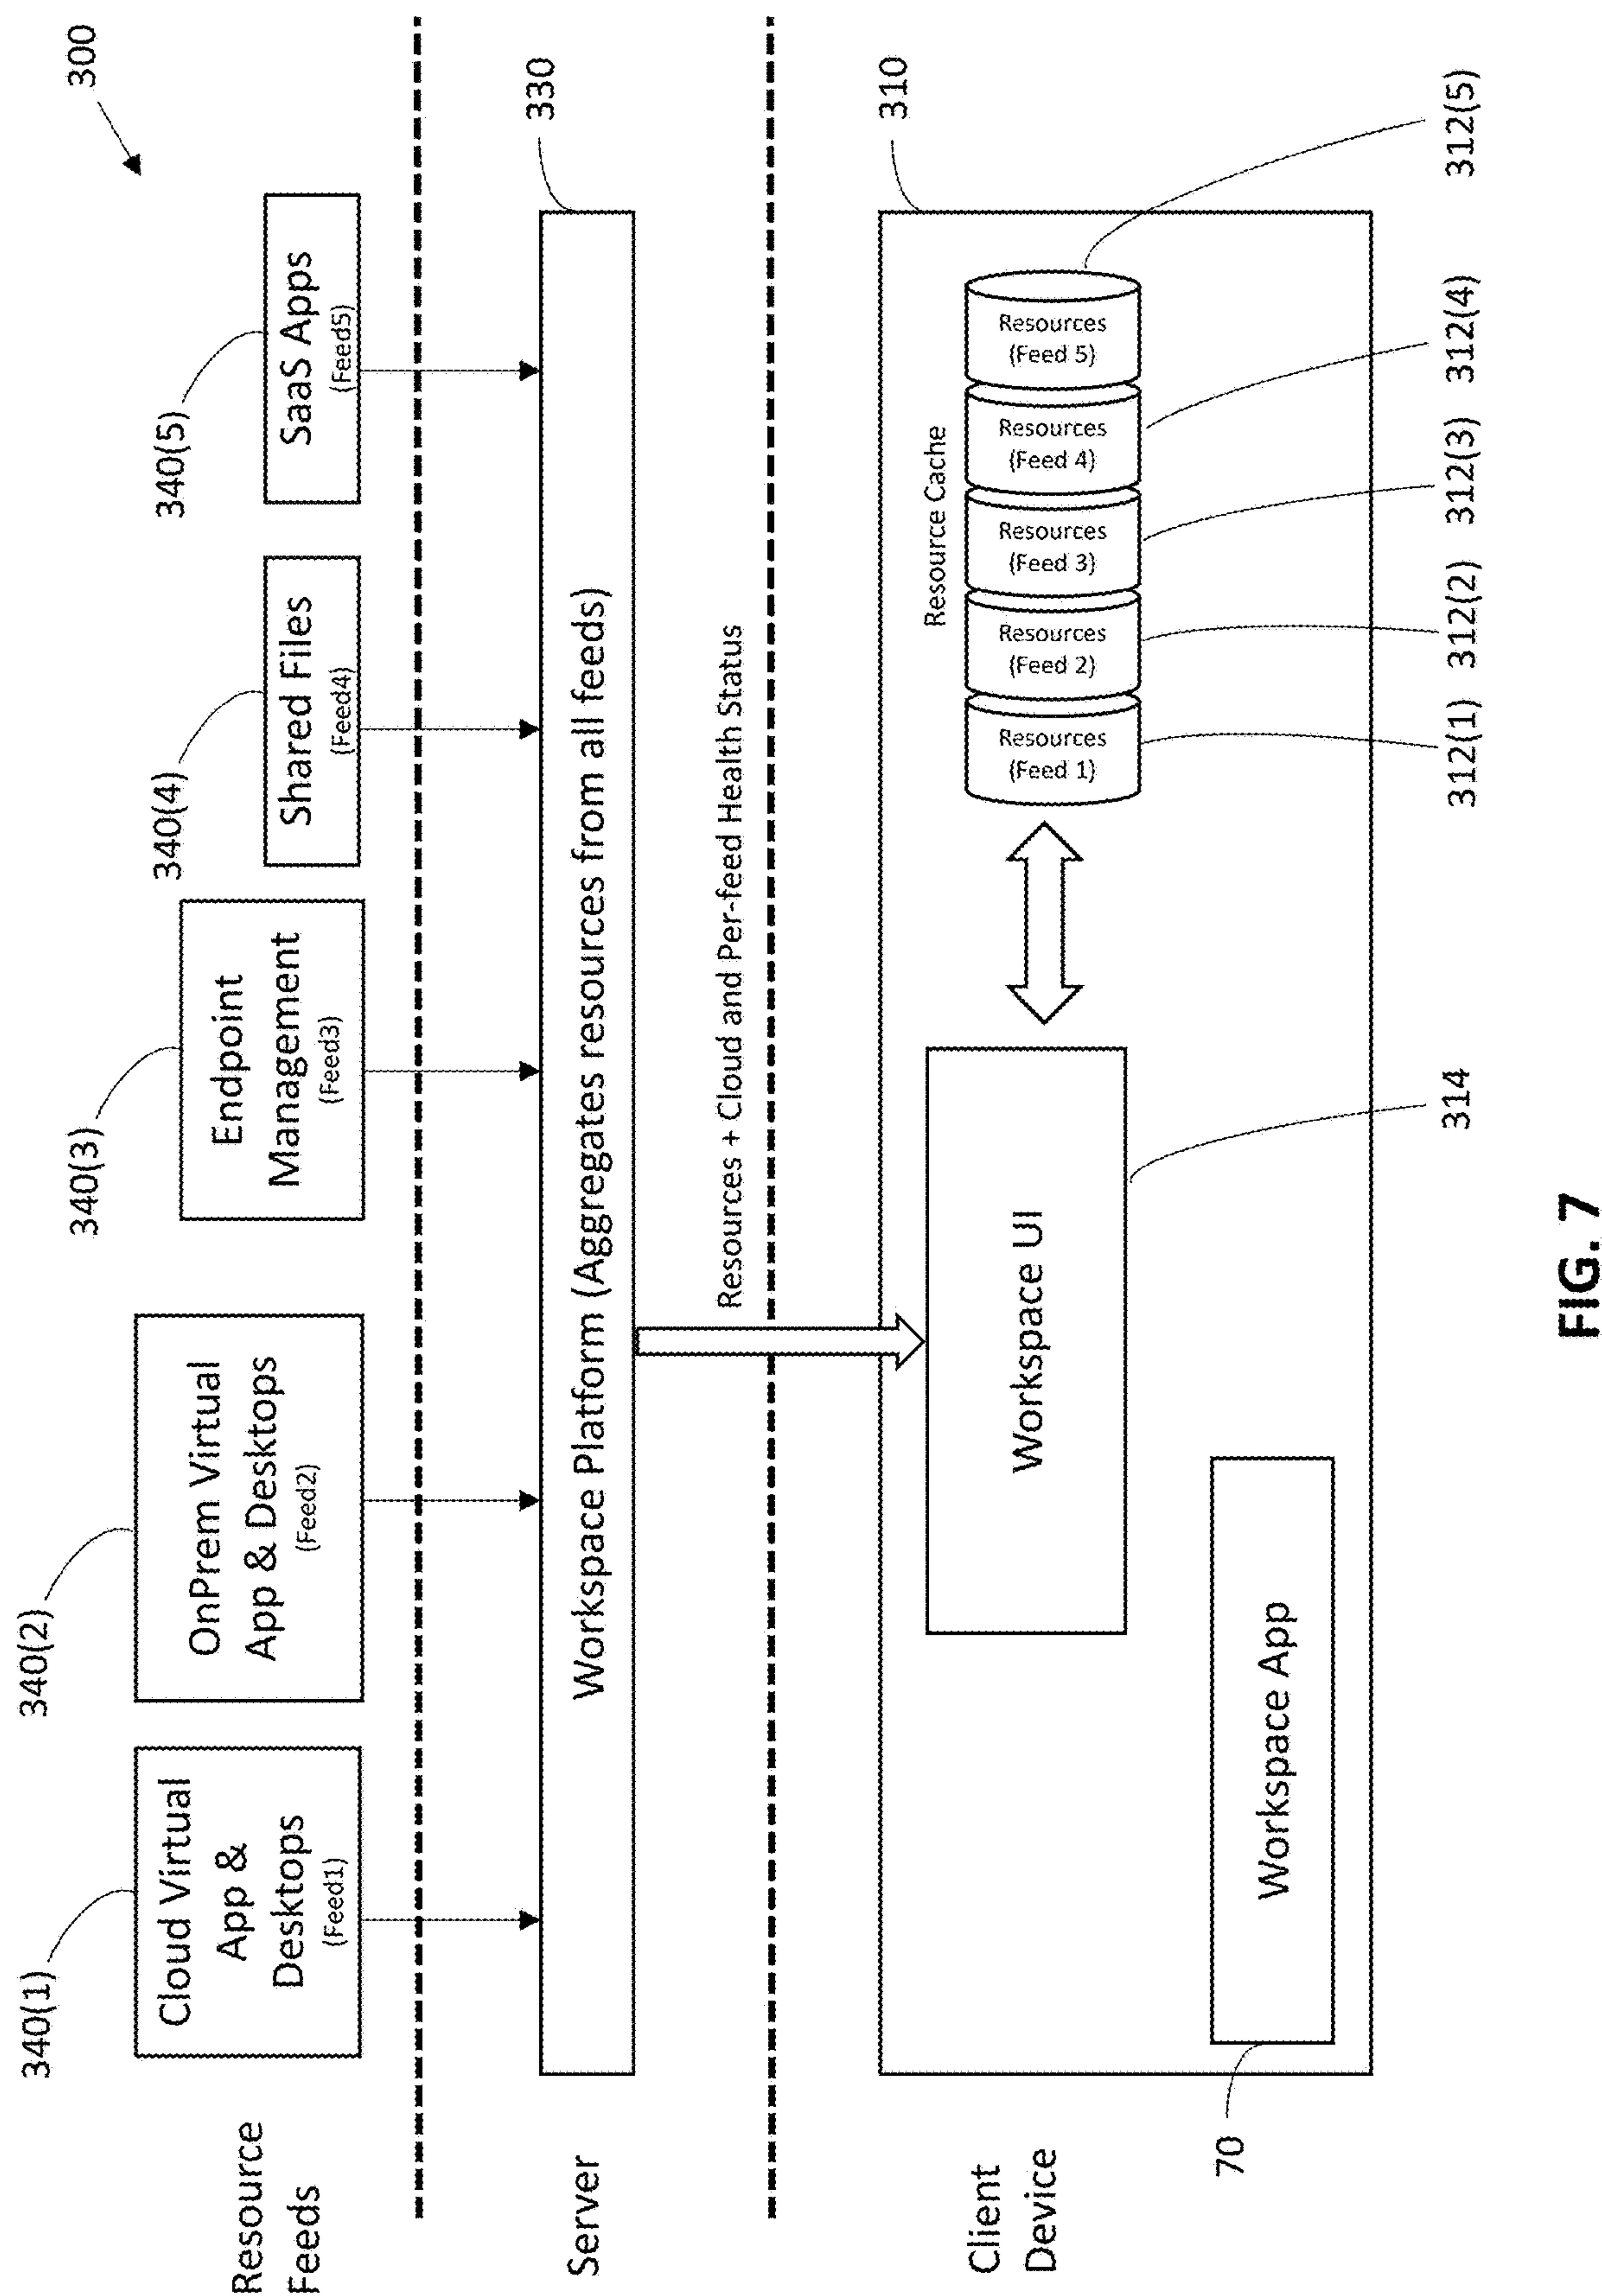 300
340(1)
340(2)
340(3)
340(4)
340(5)
Resource
Feeds
Cloud Virtual
App &
Desktops
(Feed1)
OnPrem Virtual
App & Desktops
(Feed2)
Endpoint
Management
(Feed3)
Shared Files
(Feed4)
SaaS Apps
(Feed5)
Server
Workspace Platform (Aggregates resources from all feeds)
330
Resources + Cloud and Per-feed Health Status
Client
Device
310
Workspace UI
Resource Cache
Resources
(Feed 1)
Resources
(Feed 2)
Resources
(Feed 3)
Resources
(Feed 4)
Resources
(Feed 5)
Workspace App
70
314
312(1)
312(2)
312(3)
312(4)
312(5)
FIG. 7